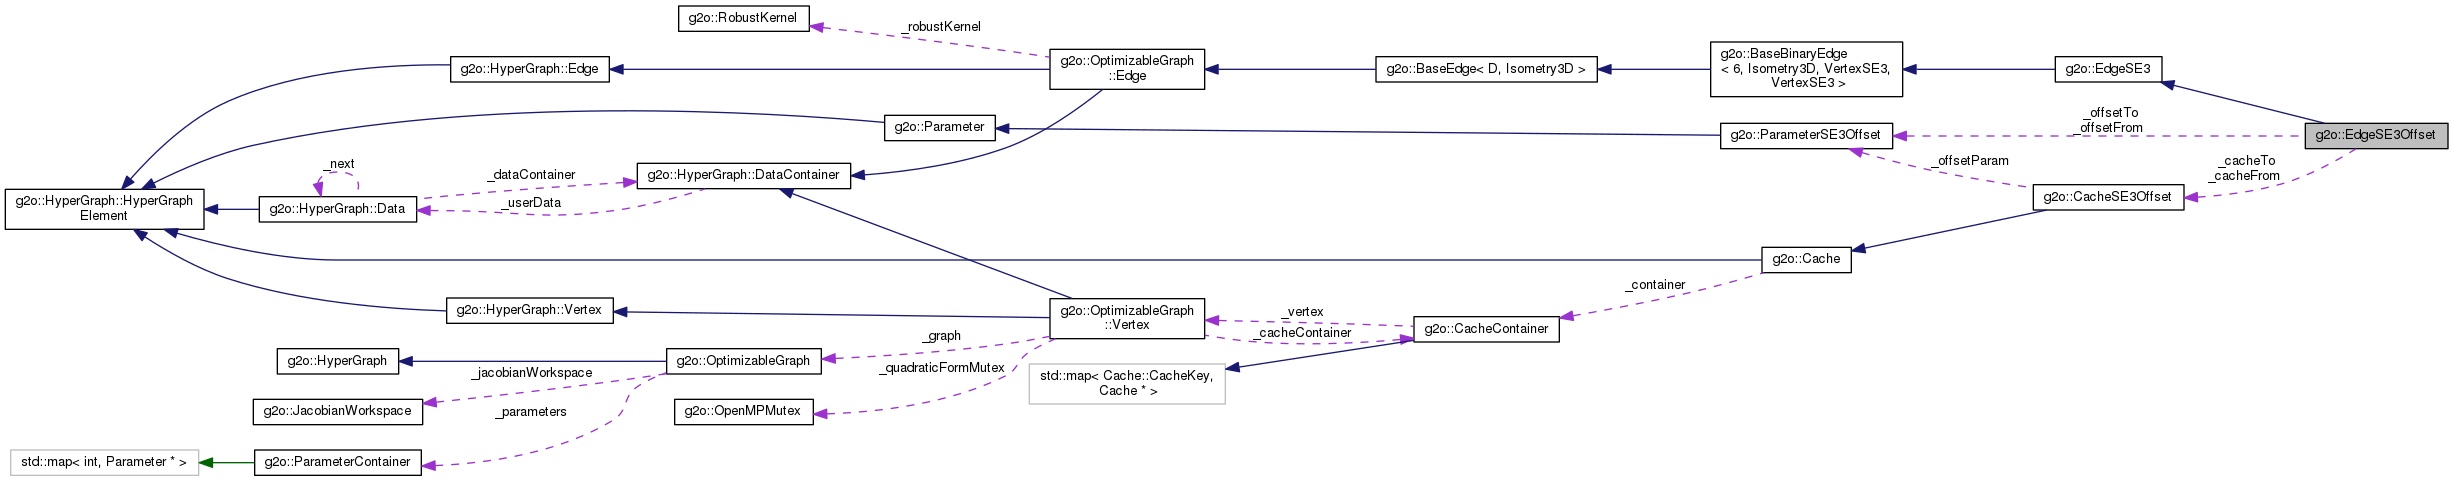 g2o::RobustKernel
_robustKernel
g2o::HyperGraph::Edge
g2o::OptimizableGraph
::Edge
g2o::BaseEdge< D, Isometry3D >
g2o::BaseBinaryEdge
< 6, Isometry3D, VertexSE3,
VertexSE3 >
g2o::EdgeSE3
_offsetTo
_offsetFrom
g2o::EdgeSE3Offset
g2o::Parameter
g2o::ParameterSE3Offset
_offsetParam
_cacheTo
_cacheFrom
_next
_dataContainer
g2o::HyperGraph::DataContainer
g2o::HyperGraph::HyperGraph
Element
g2o::HyperGraph::Data
_userData
g2o::CacheSE3Offset
g2o::Cache
_container
g2o::HyperGraph::Vertex
g2o::OptimizableGraph
::Vertex
_vertex
_cacheContainer
g2o::CacheContainer
_graph
g2o::HyperGraph
g2o::OptimizableGraph
_jacobianWorkspace
_quadraticFormMutex
std::map< Cache::CacheKey,
Cache * >
g2o::JacobianWorkspace
_parameters
g2o::OpenMPMutex
std::map< int, Parameter * >
g2o::ParameterContainer